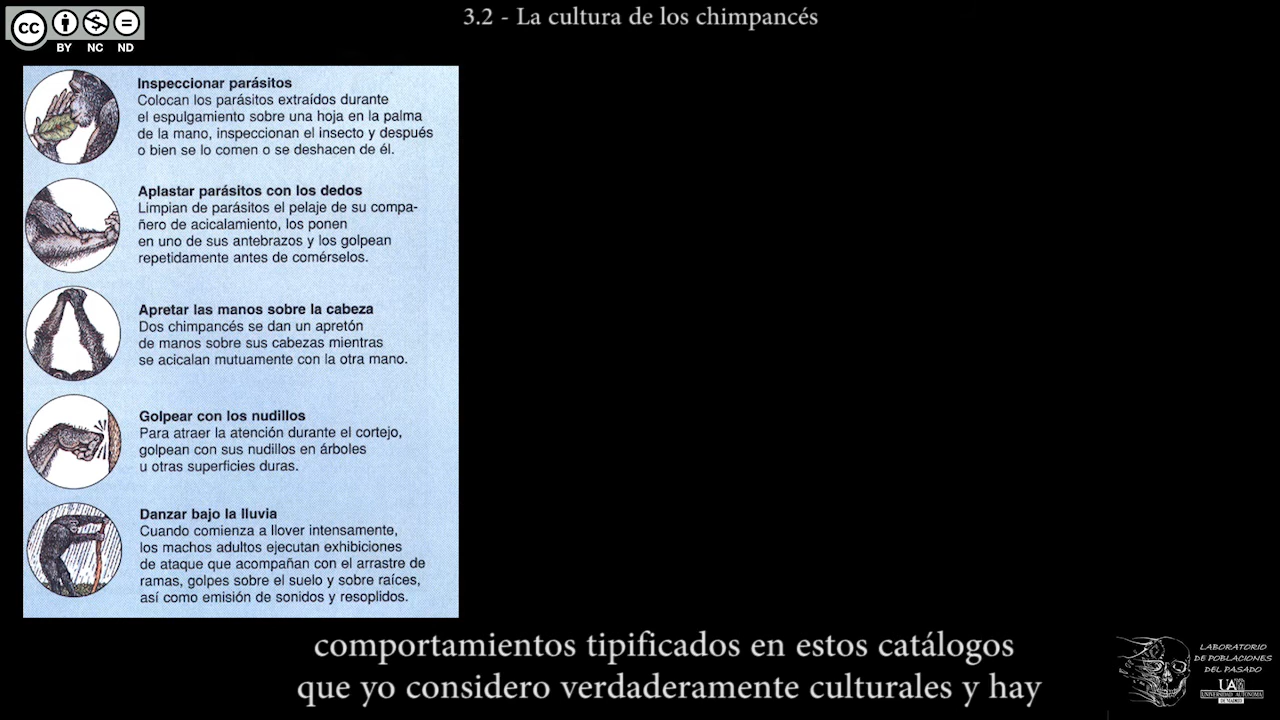 3.2 - La cultura de los chimpancés
cc
BY NC ND
Inspeccionar parásitos
Colocan los parásitos extraídos durante
el espulgamiento sobre una hoja en la palma
de la mano, inspeccionan el insecto y después
o bien se lo comen o se deshacen de él.
Aplastar parásitos con los dedos
Limpian de parásitos el pelaje de su compa-
ñero de acicalamiento, los ponen
en uno de sus antebrazos y los golpean
repetidamente antes de comérselos.
Apretar las manos sobre la cabeza
Dos chimpancés se dan un apretón
de manos sobre sus cabezas mientras
se acicalan mutuamente con la otra mano.
Golpear con los nudillos
Para atraer la atención durante el cortejo,
golpean con sus nudillos en árboles
u otras superficies duras.
Danzar bajo la lluvia
Cuando comienza a llover intensamente,
los machos adultos ejecutan exhibiciones
de ataque que acompañan con el arrastre de
ramas, golpes sobre el suelo y sobre raíces,
así como emisión de sonidos y resoplidos.
comportamientos tipificados en estos catálogos
que yo considero verdaderamente culturales y hay
LABORATORIO
DE POBLACIONES
DEL PASADO
UAM
UNIVERSIDAD AUTONOMA
DE MADRID